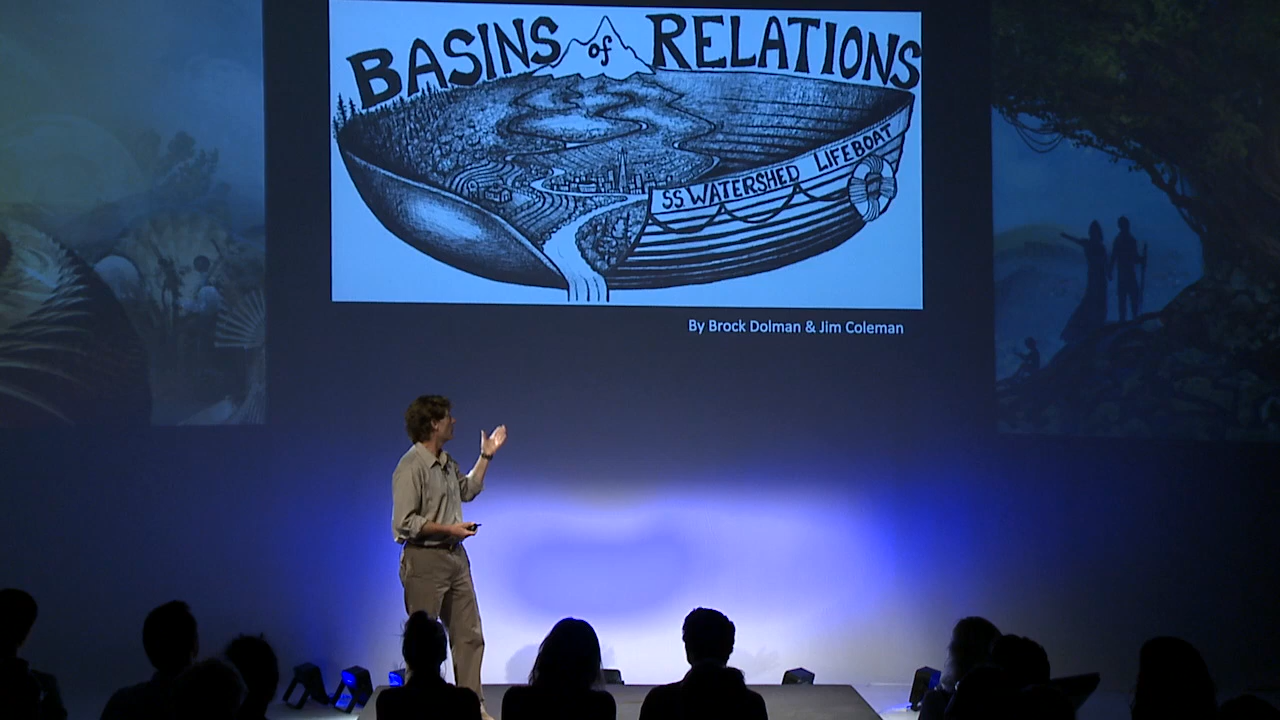 BASINS of RELATIONS
SS WATERSHED LIFEBOAT
By Brock Dolman & Jim Coleman